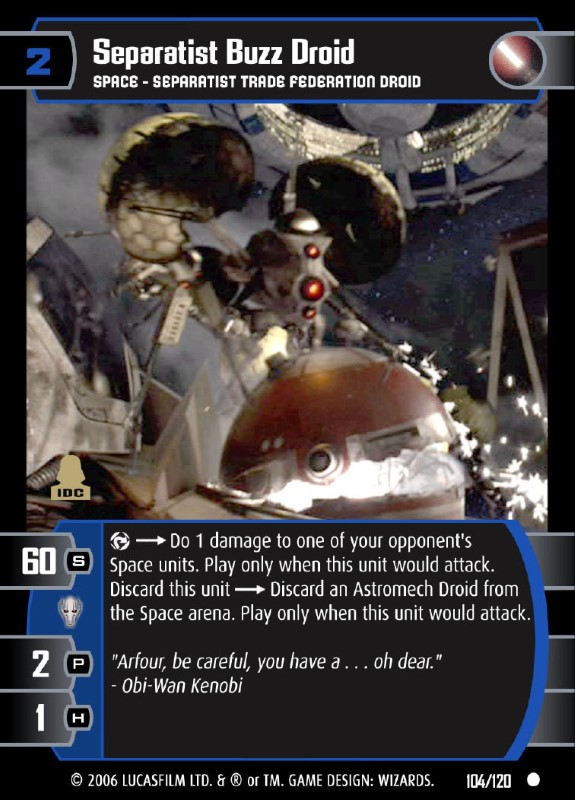 2
Separatist Buzz Droid
SPACE - SEPARATIST TRADE FEDERATION DROID
IDC
60 S
2 P
1 H
Do 1 damage to one of your opponent's
Space units. Play only when this unit would attack.
Discard this unit → Discard an Astromech Droid from
the Space arena. Play only when this unit would attack.
"Arfour, be careful, you have a . . . oh dear."
- Obi-Wan Kenobi
© 2006 LUCASFILM LTD. & ® or TM. GAME DESIGN: WIZARDS.
104/120